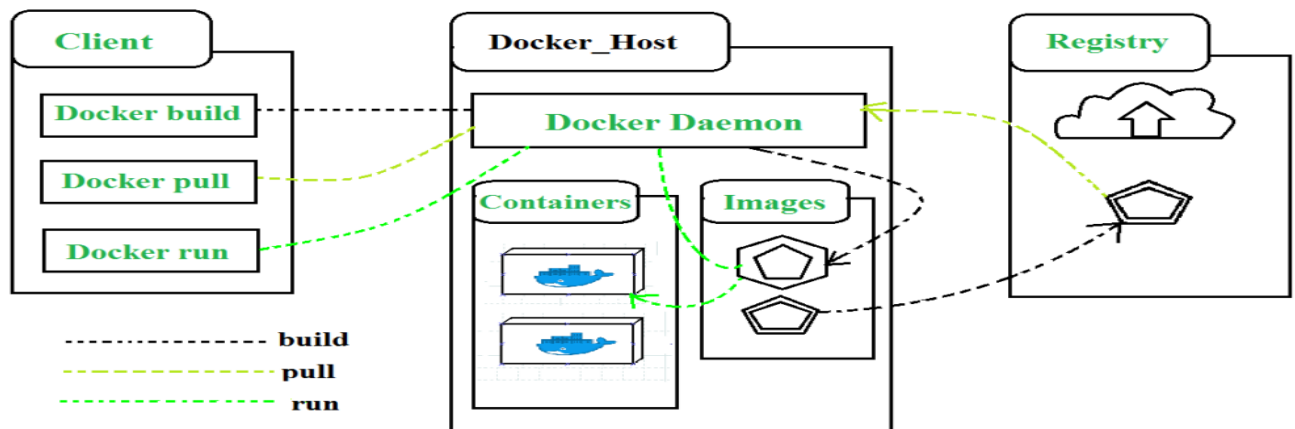 Client
Docker build
Docker pull
Docker run
Docker_Host
Docker Daemon
Containers
Images
Registry
build
pull
run